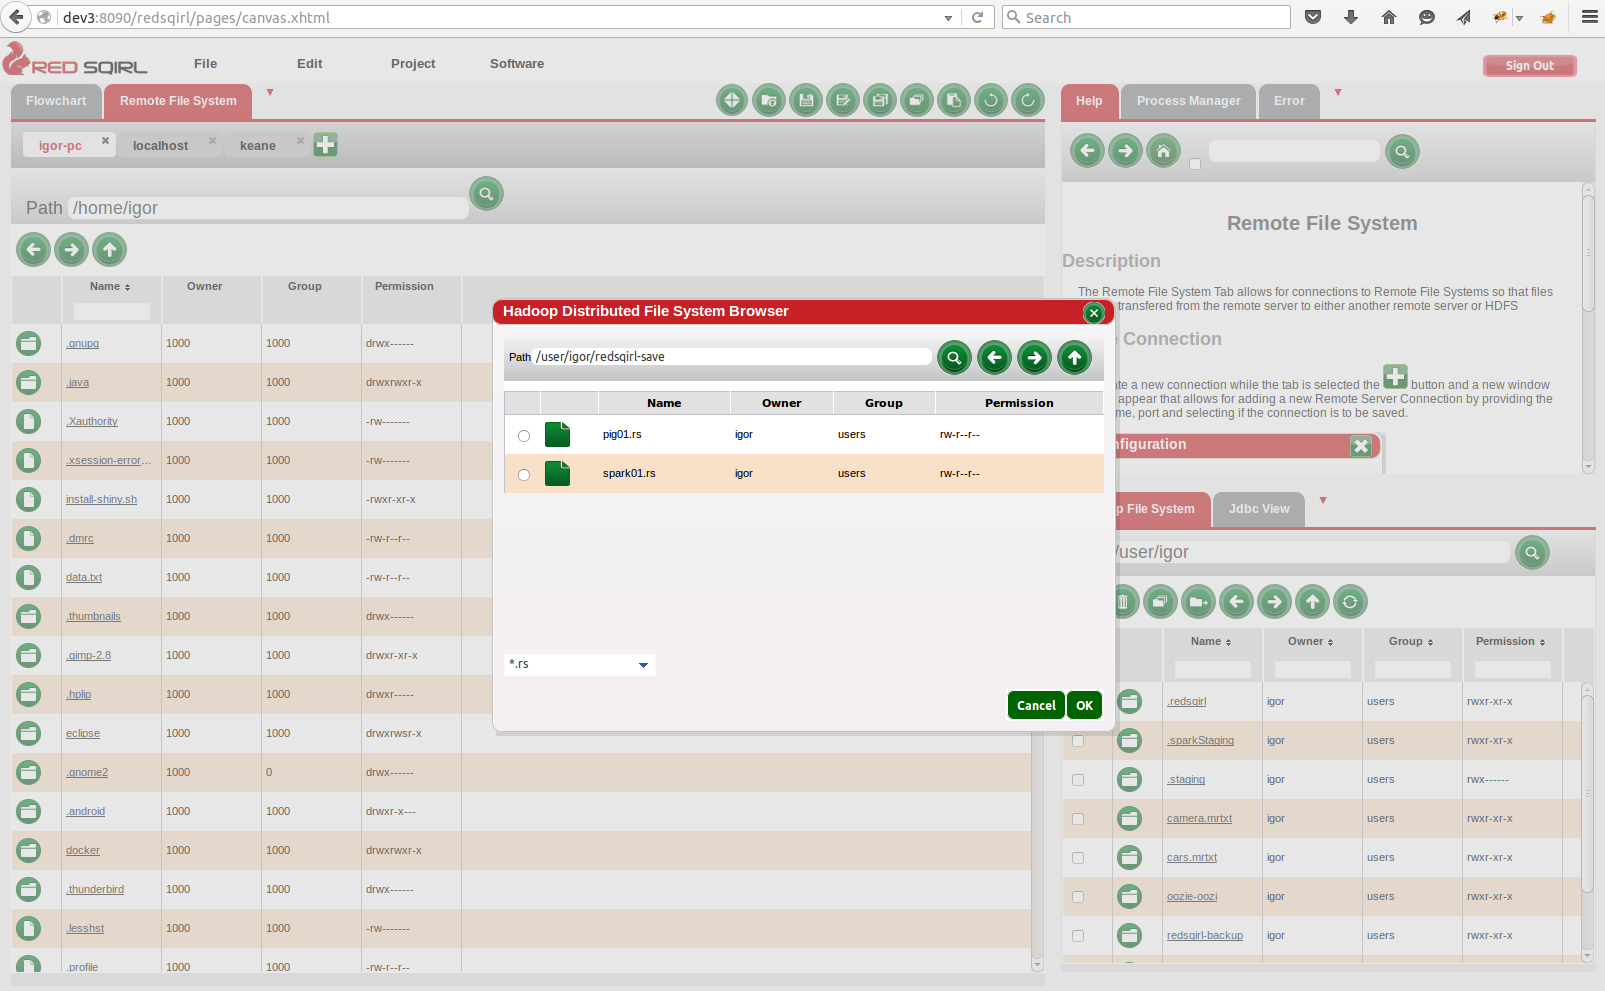 dev3:8090/redsqirl/pages/canvas.xhtml
Search
RED SQIRL
File Edit Project Software
Sign Out
Flowchart Remote File System
Help Process Manager Error
igor-pc localhost keane
Path /home/igor
Name Owner Group Permission
.gnupg 1000 1000 drwx------
.java 1000 1000 drwxrwxr-x
.Xauthority 1000 1000 -rw-------
.xsession-error... 1000 1000 -rw-------
install-shiny.sh 1000 1000 -rwxr-xr-x
.dmrc 1000 1000 -rw-r--r--
data.txt 1000 1000 -rw-r--r--
.thumbnails 1000 1000 drwx------
.gimp-2.8 1000 1000 drwxr-xr-x
.hplip 1000 1000 drwxr-----
eclipse 1000 1000 drwxrwsr-x
.gnome2 1000 0 drwx------
.android 1000 1000 drwxr-x---
docker 1000 1000 drwxrwxr-x
.thunderbird 1000 1000 drwx------
.lesshst 1000 1000 -rw-------
.profile 1000 1000 -rw-r--r--
Hadoop Distributed File System Browser
Path /user/igor/redsqirl-save
Name Owner Group Permission
pig01.rs igor users rw-r--r--
spark01.rs igor users rw-r--r--
*.rs
Cancel OK
Remote File System
Description
The Remote File System Tab allows for connections to Remote File Systems so that files
transfered from the remote server to either another remote server or HDFS
Connection
a new connection while the tab is selected the button and a new window
appear that allows for adding a new Remote Server Connection by providing the
port and selecting if the connection is to be saved.
File System Jdbc View
/user/igor
Name Owner Group Permission
.redsqirl igor users rwxr-xr-x
.sparkStaging igor users rwxr-xr-x
.staging igor users rwx------
camera.mrtxt igor users rwxr-xr-x
cars.mrtxt igor users rwxr-xr-x
oozie-oozi igor users rwxr-xr-x
redsqirl-backup igor users rwxr-xr-x